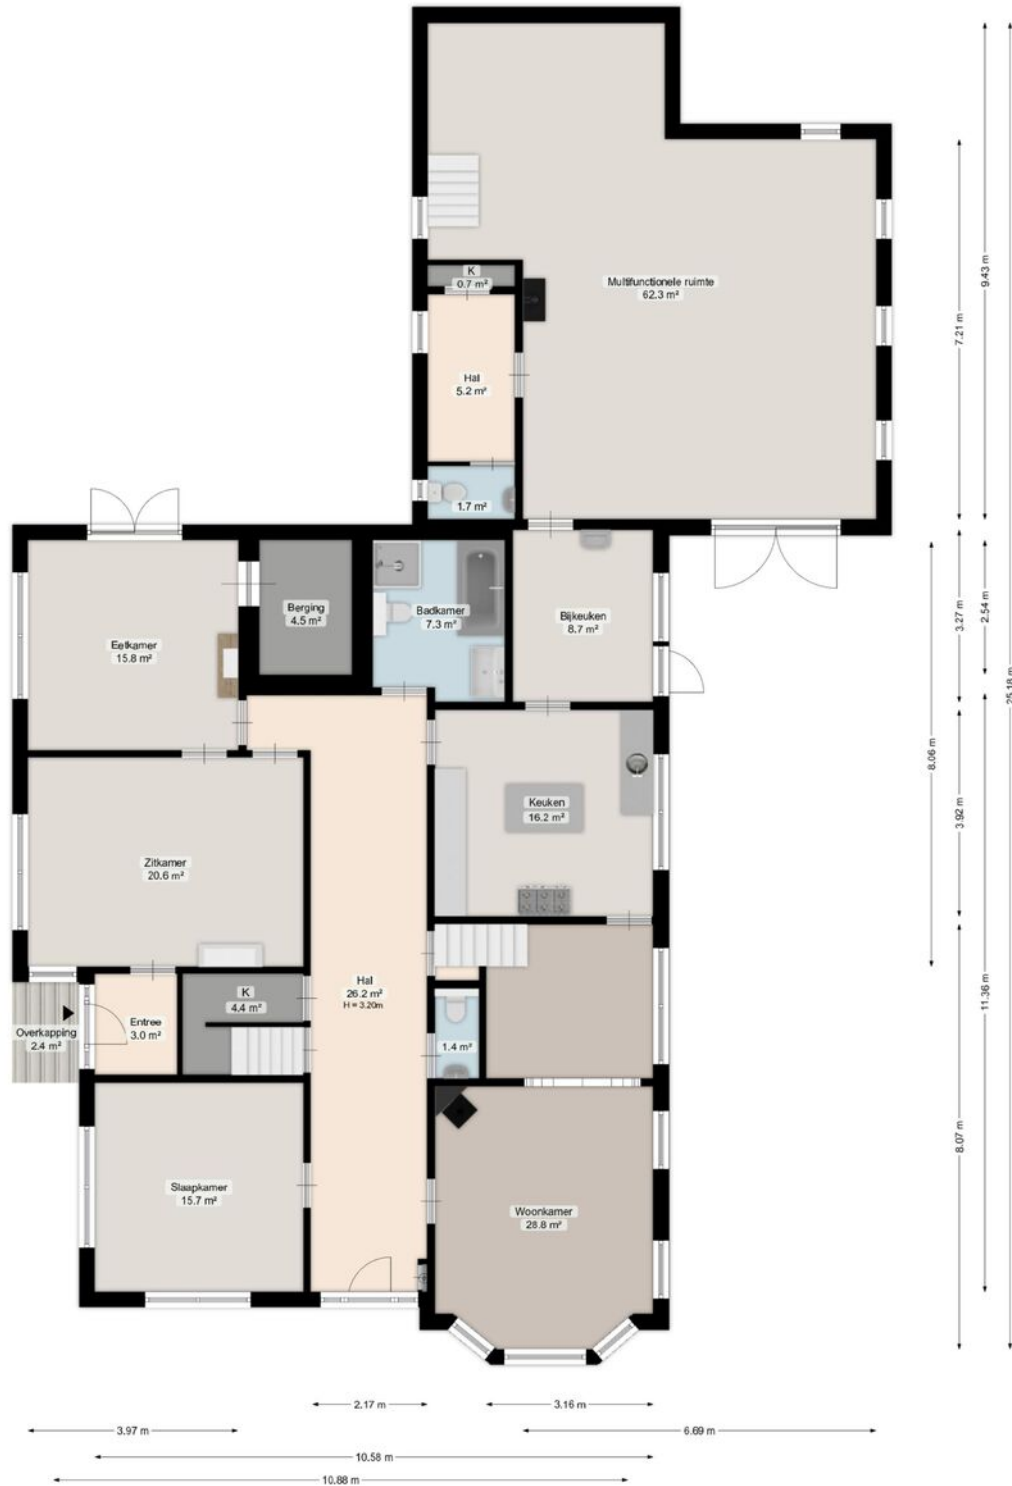 K
0.7 m²
Multifunctionele ruimte
62.3 m²
Hal
5.2 m²
1.7 m²
Berging
4.5 m²
Badkamer
7.3 m²
Bijkeuken
8.7 m²
Eetkamer
15.8 m²
Keuken
16.2 m²
Zitkamer
20.6 m²
Hal
26.2 m²
H = 3.20m
K
4.4 m²
Entree
3.0 m²
Overkapping
2.4 m²
1.4 m²
Slaapkamer
15.7 m²
Woonkamer
28.8 m²
9.43 m
7.21 m
3.27 m
2.54 m
25.18 m
8.06 m
3.92 m
11.36 m
8.07 m
2.17 m
3.16 m
3.97 m
6.69 m
10.58 m
10.88 m